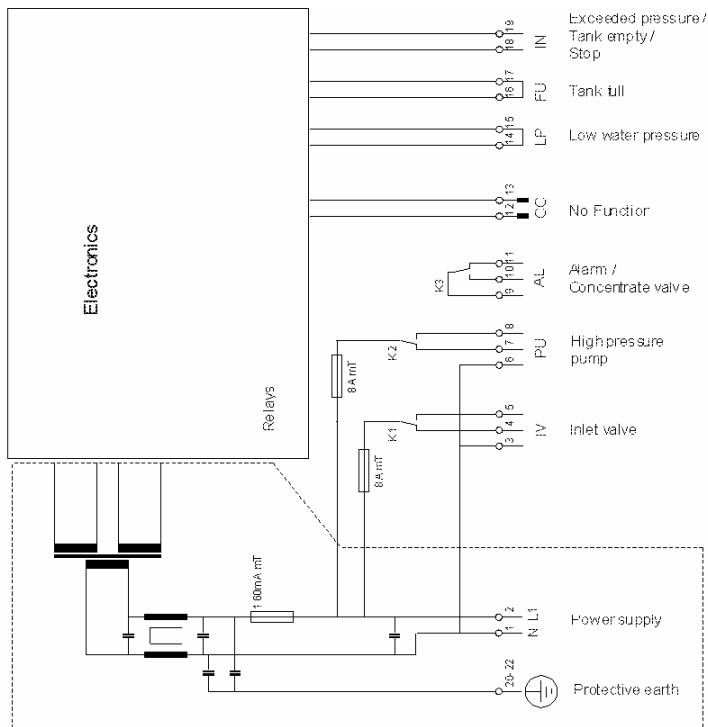 Exceeded pressure /
Tank empty /
Stop
19
18
IN
17
16
FU
Tank full
15
14
LP
Low water pressure
13
12
CC
No Function
Electronics
11
10
9
AL
K3
Alarm /
Concentrate valve
8
7
6
PU
K2
High pressure
pump
8 A mT
Relays
5
4
3
IV
K1
Inlet valve
8 A mT
160mA mT
2
L1
1
N
Power supply
20-22
Protective earth